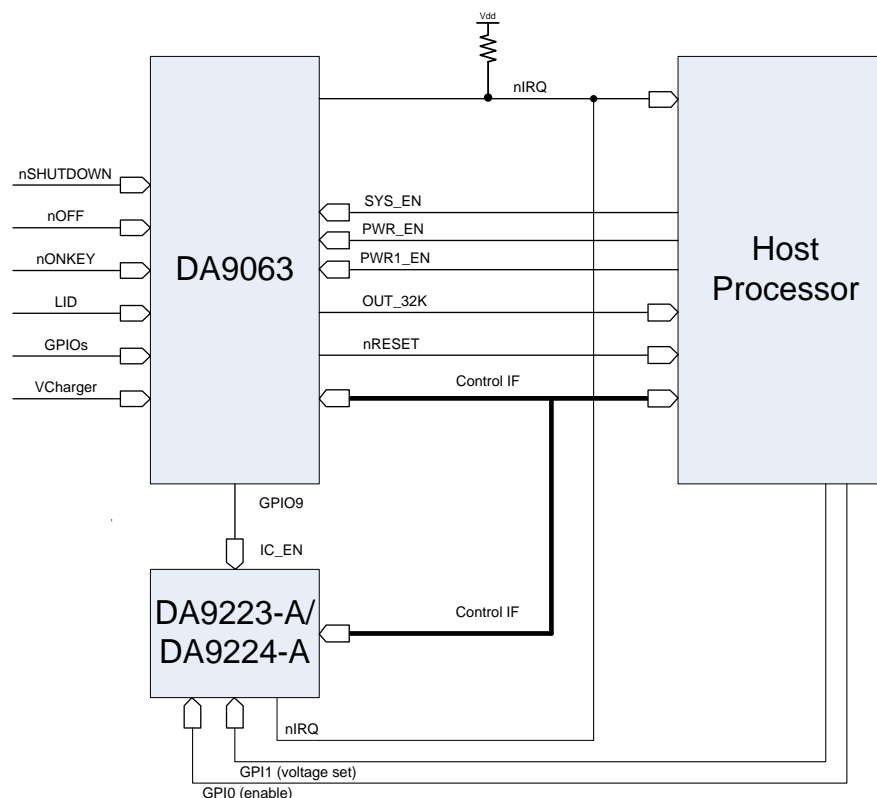 Vdd
nIRQ
nSHUTDOWN
SYS_EN
nOFF
PWR_EN
nONKEY
DA9063
PWR1_EN
Host
Processor
LID
OUT_32K
GPIOs
nRESET
VCharger
Control IF
GPIO9
IC_EN
DA9223-A/
DA9224-A
Control IF
nIRQ
GPI1 (voltage set)
GPI0 (enable)